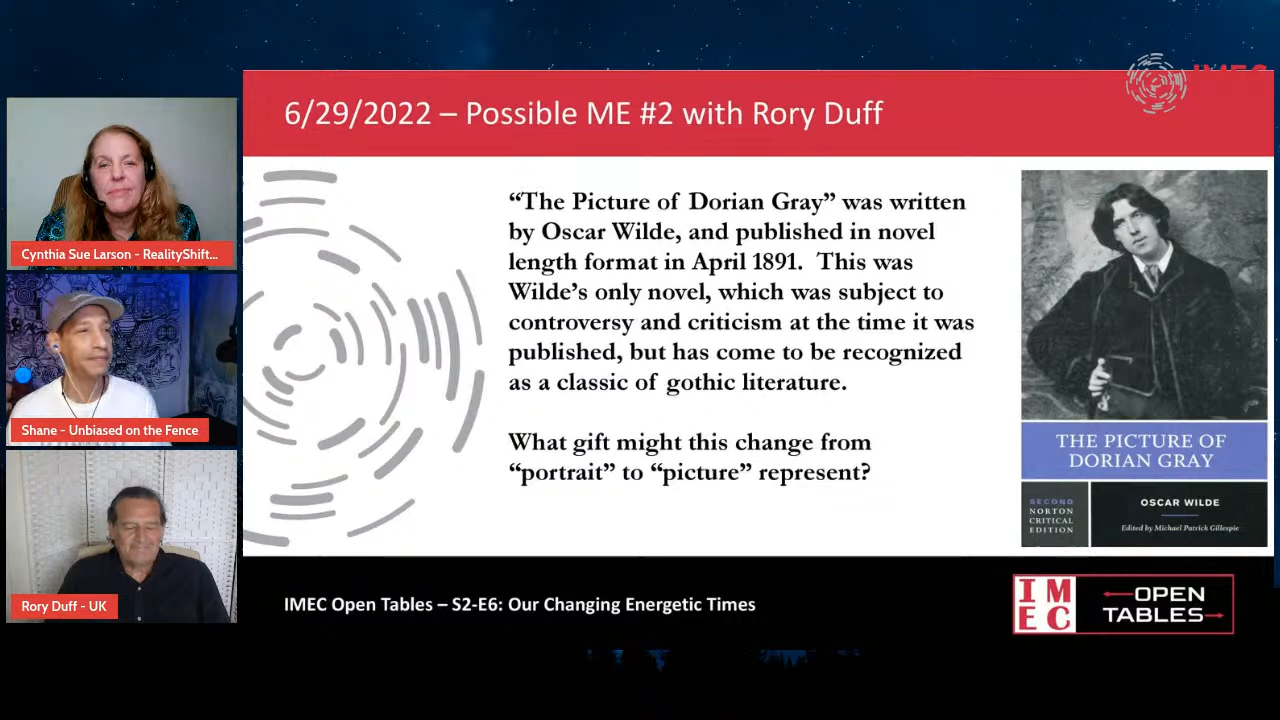 IMEC
6/29/2022 – Possible ME #2 with Rory Duff
“The Picture of Dorian Gray” was written
by Oscar Wilde, and published in novel
length format in April 1891.  This was
Wilde’s only novel, which was subject to
controversy and criticism at the time it was
published, but has come to be recognized
as a classic of gothic literature.
What gift might this change from
“portrait” to “picture” represent?
THE PICTURE OF
DORIAN GRAY
SECOND
NORTON
CRITICAL
EDITION
OSCAR WILDE
Edited by Michael Patrick Gillespie
Cynthia Sue Larson - RealityShift...
Shane - Unbiased on the Fence
Rory Duff - UK
IMEC Open Tables – S2-E6: Our Changing Energetic Times
IM
EC
OPEN
TABLES